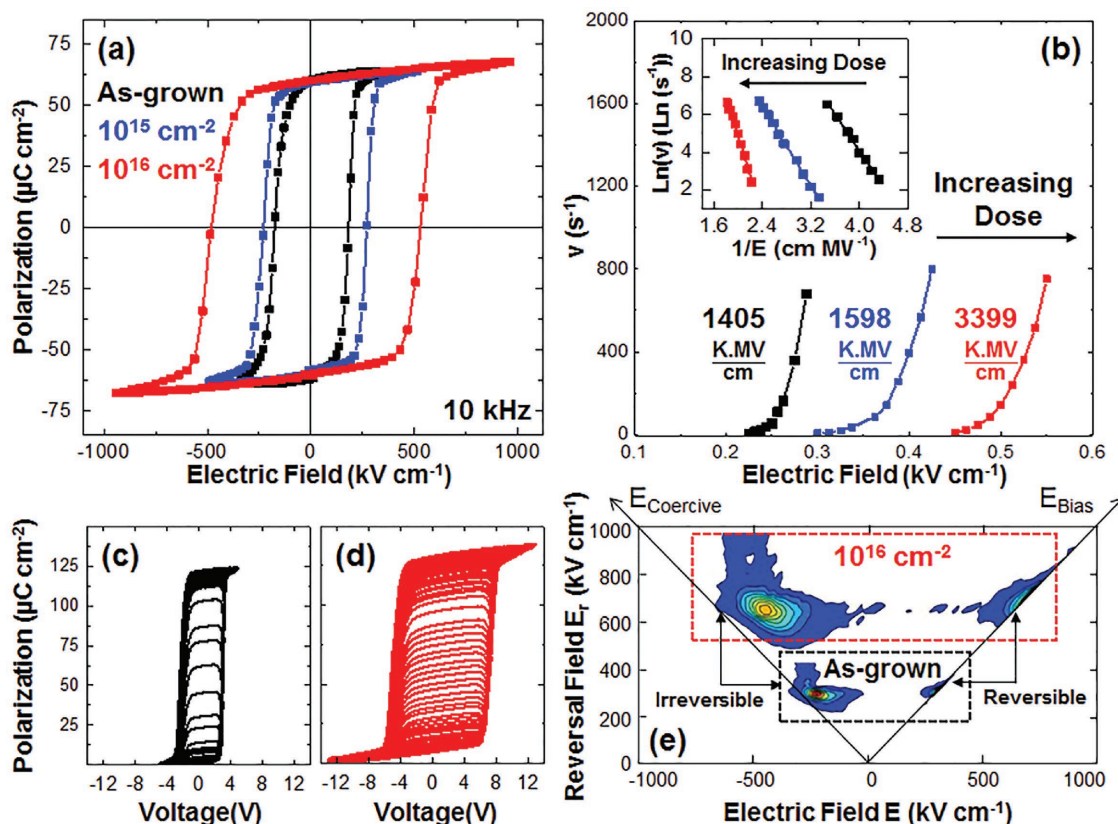 (a)
As-grown
10¹⁵ cm⁻²
10¹⁶ cm⁻²
10 kHz
Polarization (µC cm⁻²)
75
50
25
0
-25
-50
-75
-1000
-500
0
500
1000
Electric Field (kV cm⁻¹)
(b)
ν (s⁻¹)
2000
1600
1200
800
400
0
Ln(ν) (Ln (s⁻¹))
10
8
6
4
2
Increasing Dose
1.6
2.4
3.2
4.0
4.8
1/E (cm MV⁻¹)
Increasing
Dose
1405
K.MV
cm
1598
K.MV
cm
3399
K.MV
cm
0.1
0.2
0.3
0.4
0.5
0.6
Electric Field (kV cm⁻¹)
(c)
Polarization (µC cm⁻²)
125
100
75
50
25
-12
-8
-4
0
4
8
12
Voltage(V)
(d)
-12
-8
-4
0
4
8
12
Voltage(V)
E Coercive
E Bias
Reversal Field Eᵣ (kV cm⁻¹)
1000
800
600
400
200
0
10¹⁶ cm⁻²
As-grown
Irreversible
Reversible
(e)
-1000
-500
0
500
1000
Electric Field E (kV cm⁻¹)